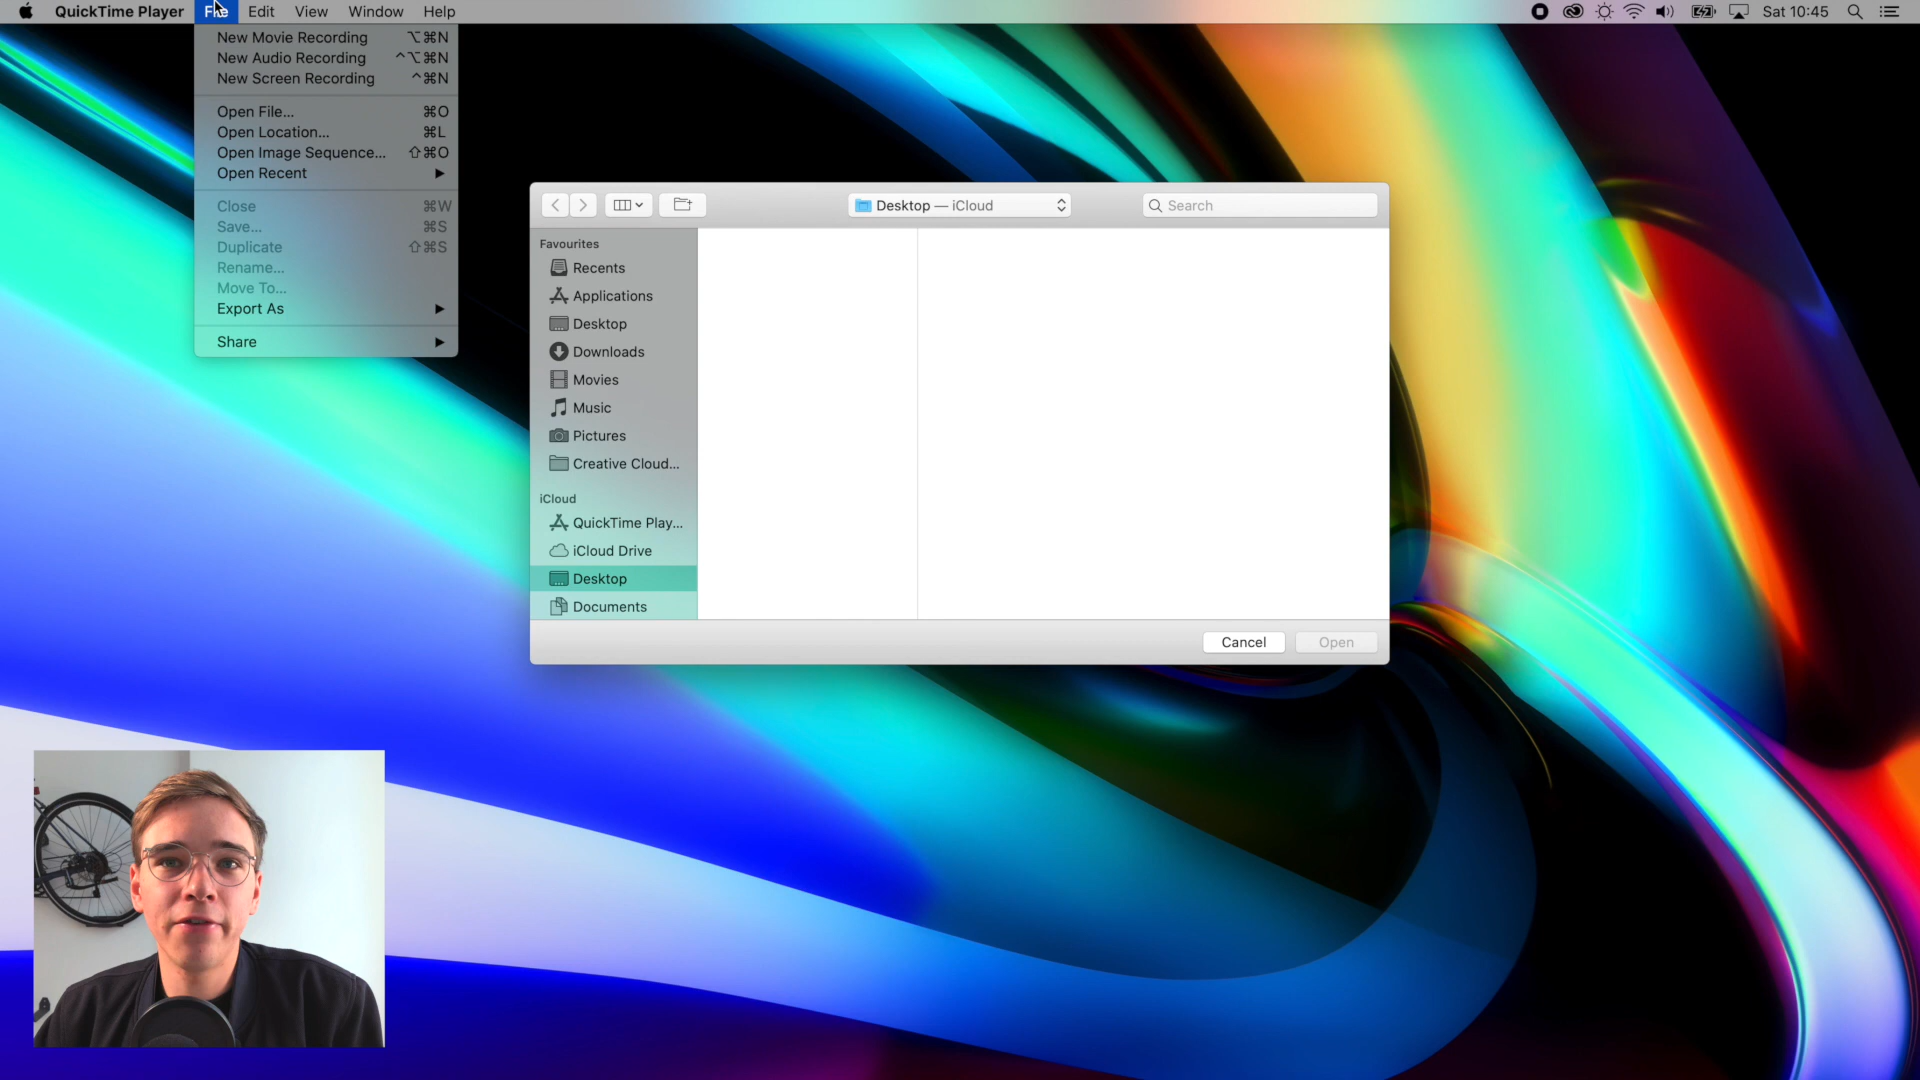 QuickTime Player File Edit View Window Help Sat 10:45
New Movie Recording ⌥⌘N
New Audio Recording ^⌥⌘N
New Screen Recording ^⌘N
Open File... ⌘O
Open Location... ⌘L
Open Image Sequence... ⇧⌘O
Open Recent ▶
Close ⌘W
Save... ⌘S
Duplicate ⇧⌘S
Rename...
Move To...
Export As ▶
Share ▶
Desktop — iCloud
Search
Favourites
Recents
Applications
Desktop
Downloads
Movies
Music
Pictures
Creative Cloud...
iCloud
QuickTime Play...
iCloud Drive
Desktop
Documents
Cancel Open